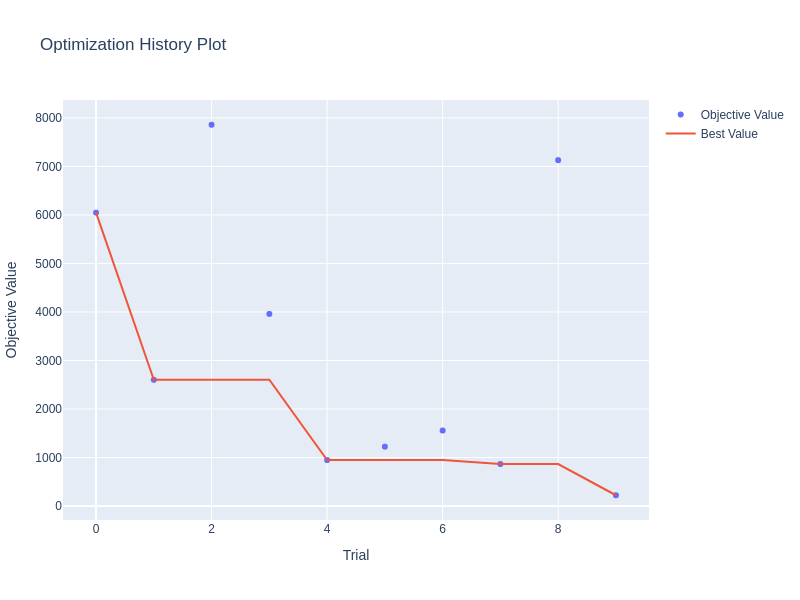 Optimization History Plot
8000
7000
6000
5000
4000
3000
2000
1000
0
Objective Value
0 2 4 6 8
Trial
Objective Value
Best Value